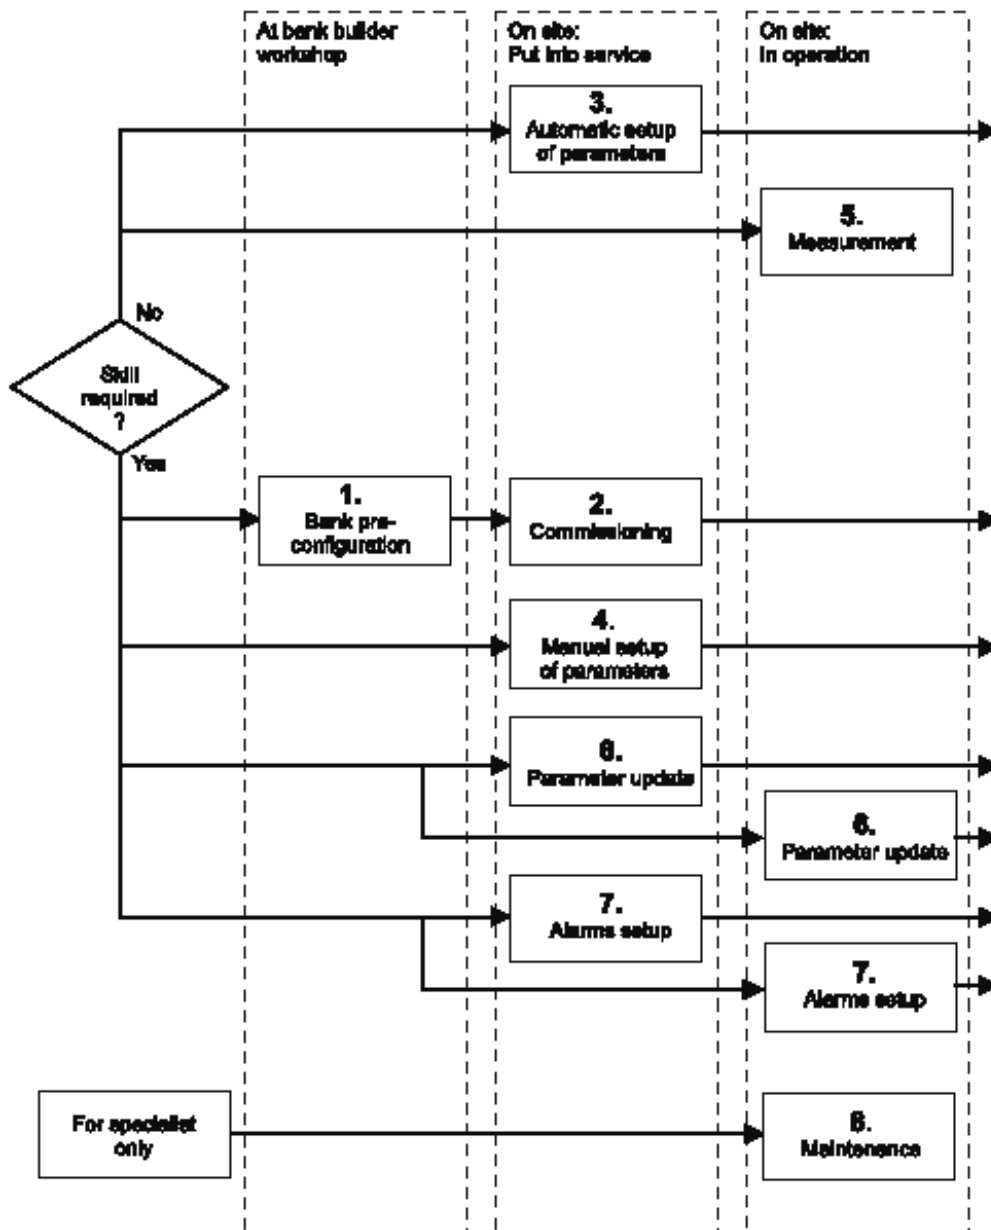 At bank builder
workshop
On site:
Put into service
On site:
In operation
3.
Automatic setup
of parameters
5.
Measurement
No
Skill
required
?
Yes
1.
Bank pre-
configuration
2.
Commissioning
4.
Manual setup
of parameters
6.
Parameter update
6.
Parameter update
7.
Alarms setup
7.
Alarms setup
For specialist
only
8.
Maintenance